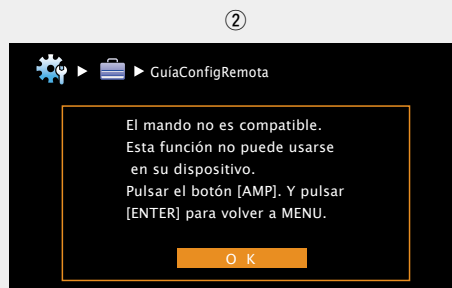 ②
GuíaConfigRemota
El mando no es compatible.
Esta función no puede usarse
en su dispositivo.
Pulsar el botón [AMP]. Y pulsar
[ENTER] para volver a MENU.
O K